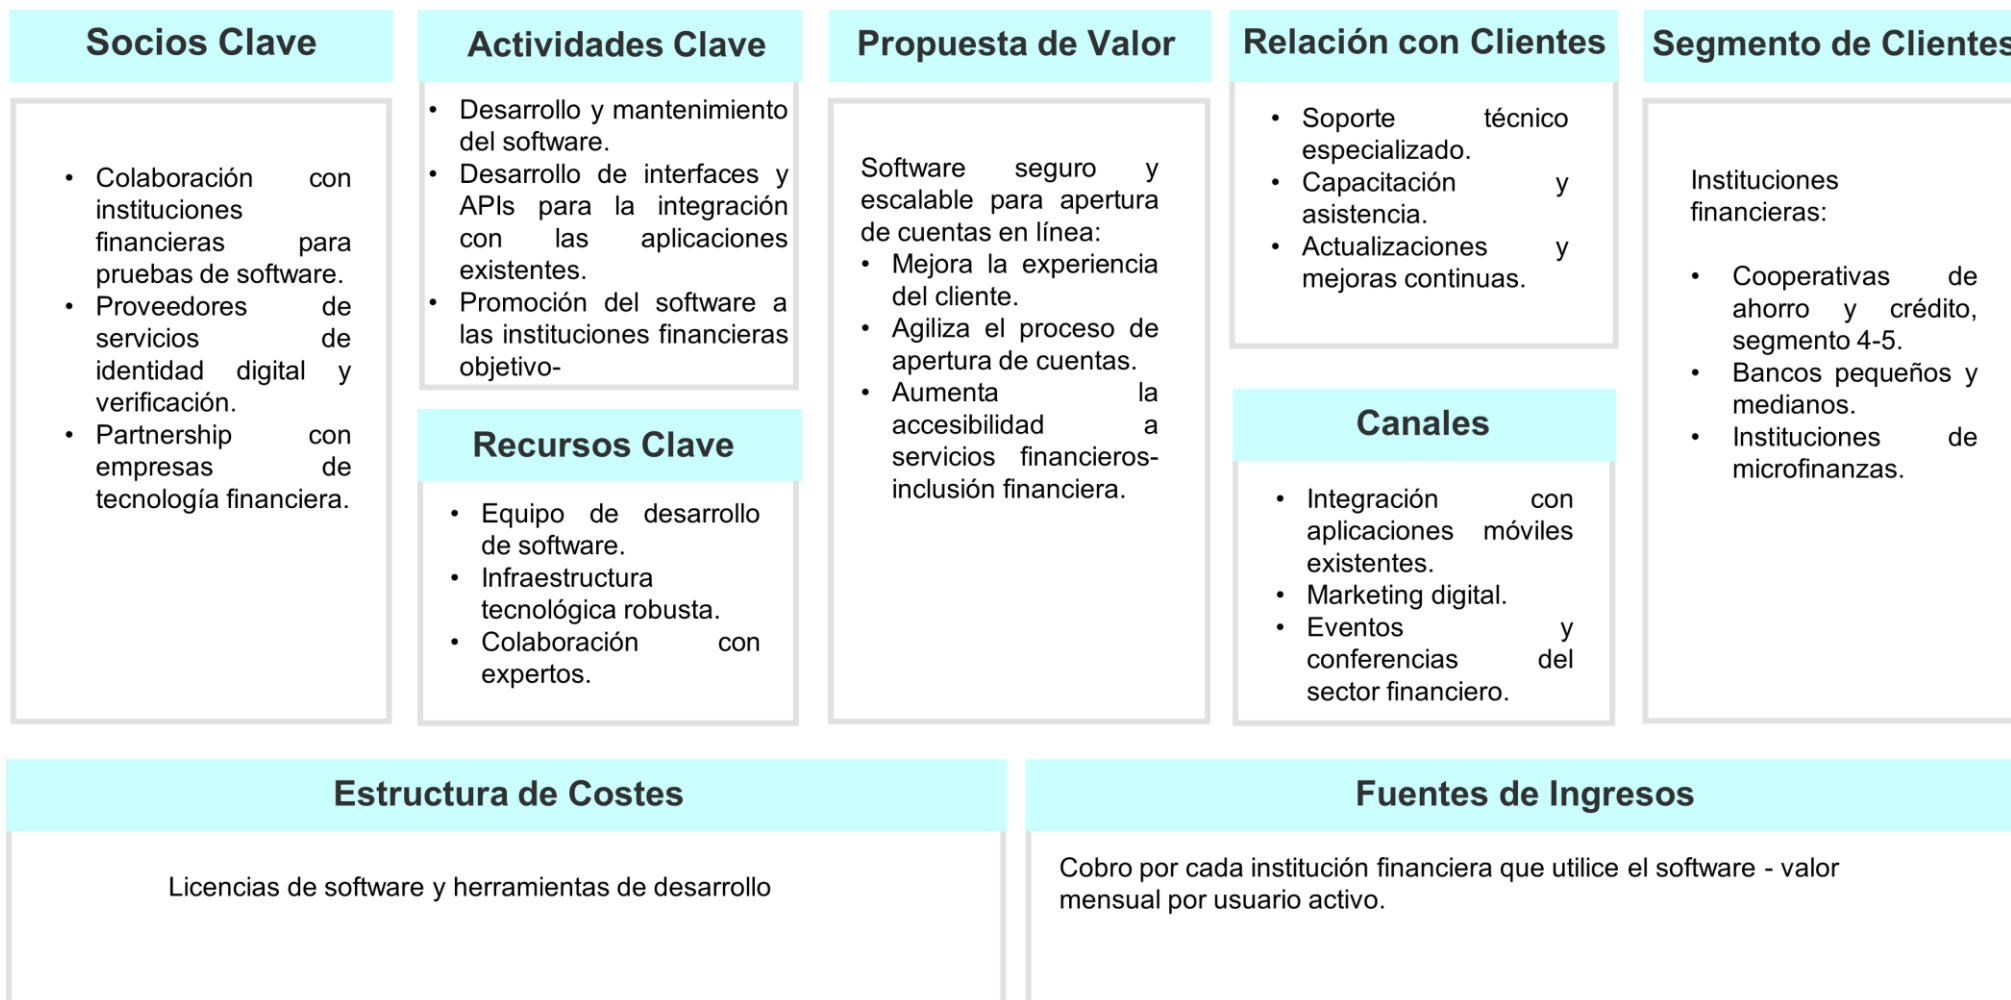 Socios Clave
• Colaboración con
instituciones
financieras para
pruebas de software.
• Proveedores de
servicios de
identidad digital y
verificación.
• Partnership con
empresas de
tecnología financiera.
Actividades Clave
• Desarrollo y mantenimiento
del software.
• Desarrollo de interfaces y
APIs para la integración
con las aplicaciones
existentes.
• Promoción del software a
las instituciones financieras
objetivo-
Recursos Clave
• Equipo de desarrollo
de software.
• Infraestructura
tecnológica robusta.
• Colaboración con
expertos.
Propuesta de Valor
Software seguro y
escalable para apertura
de cuentas en línea:
• Mejora la experiencia
del cliente.
• Agiliza el proceso de
apertura de cuentas.
• Aumenta la
accesibilidad a
servicios financieros-
inclusión financiera.
Relación con Clientes
• Soporte técnico
especializado.
• Capacitación y
asistencia.
• Actualizaciones y
mejoras continuas.
Canales
• Integración con
aplicaciones móviles
existentes.
• Marketing digital.
• Eventos y
conferencias del
sector financiero.
Segmento de Clientes
Instituciones
financieras:
• Cooperativas de
ahorro y crédito,
segmento 4-5.
• Bancos pequeños y
medianos.
• Instituciones de
microfinanzas.
Estructura de Costes
Licencias de software y herramientas de desarrollo
Fuentes de Ingresos
Cobro por cada institución financiera que utilice el software - valor
mensual por usuario activo.